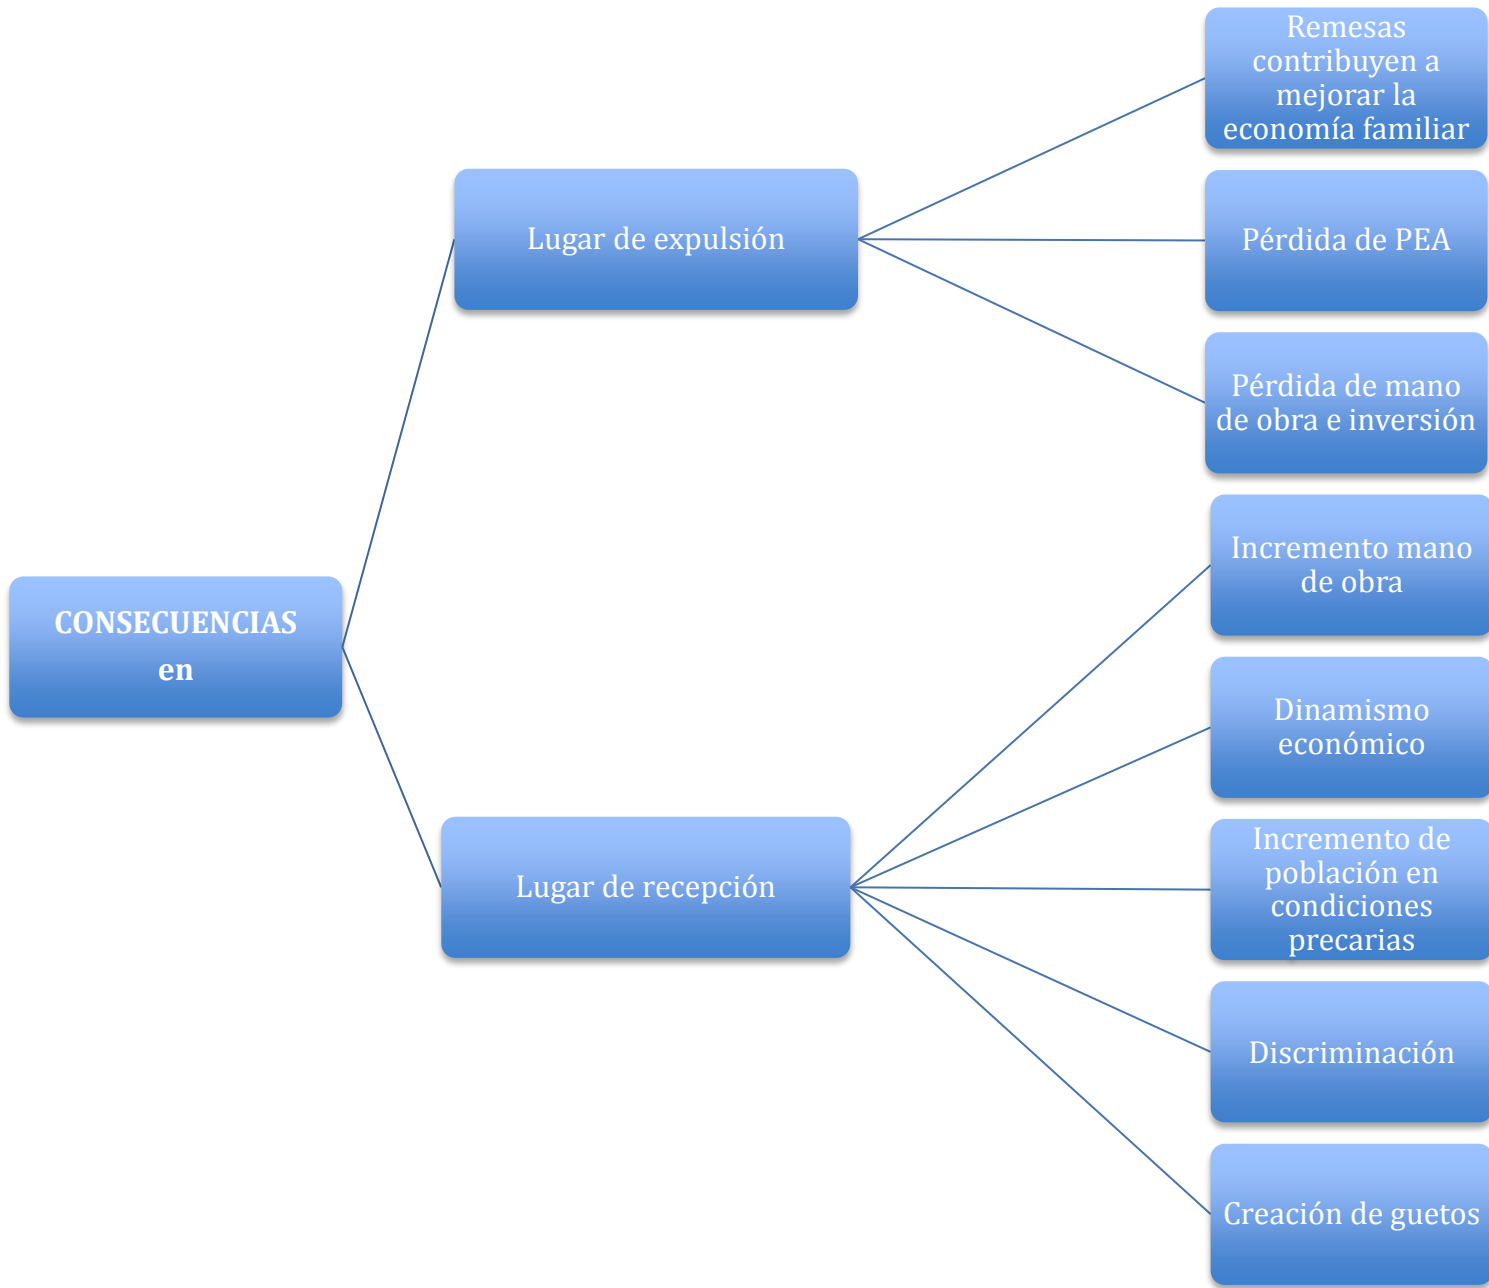 Remesas
contribuyen a
mejorar la
economía familiar
Lugar de expulsión
Pérdida de PEA
Pérdida de mano
de obra e inversión
Incremento mano
de obra
CONSECUENCIAS
en
Dinamismo
económico
Lugar de recepción
Incremento de
población en
condiciones
precarias
Discriminación
Creación de guetos